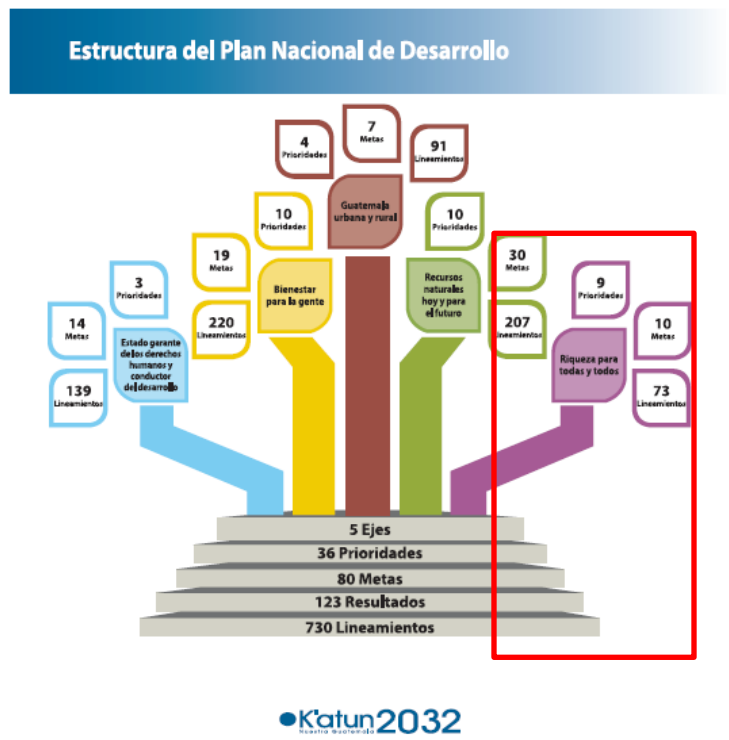 Estructura del Plan Nacional de Desarrollo
4
Prioridades
7
Metas
91
Lineamientos
Guatemala
urbana y rural
10
Prioridades
19
Metas
220
Lineamientos
Bienestar
para la gente
10
Prioridades
30
Metas
207
Lineamientos
Recursos
naturales
hoy y para
el futuro
3
Prioridades
14
Metas
139
Lineamientos
Estado garante
de los derechos
humanos y
conductor
del desarrollo
9
Prioridades
10
Metas
73
Lineamientos
Riqueza para
todas y todos
5 Ejes
36 Prioridades
80 Metas
123 Resultados
730 Lineamientos
K'atun 2032
Nuestra Guatemala